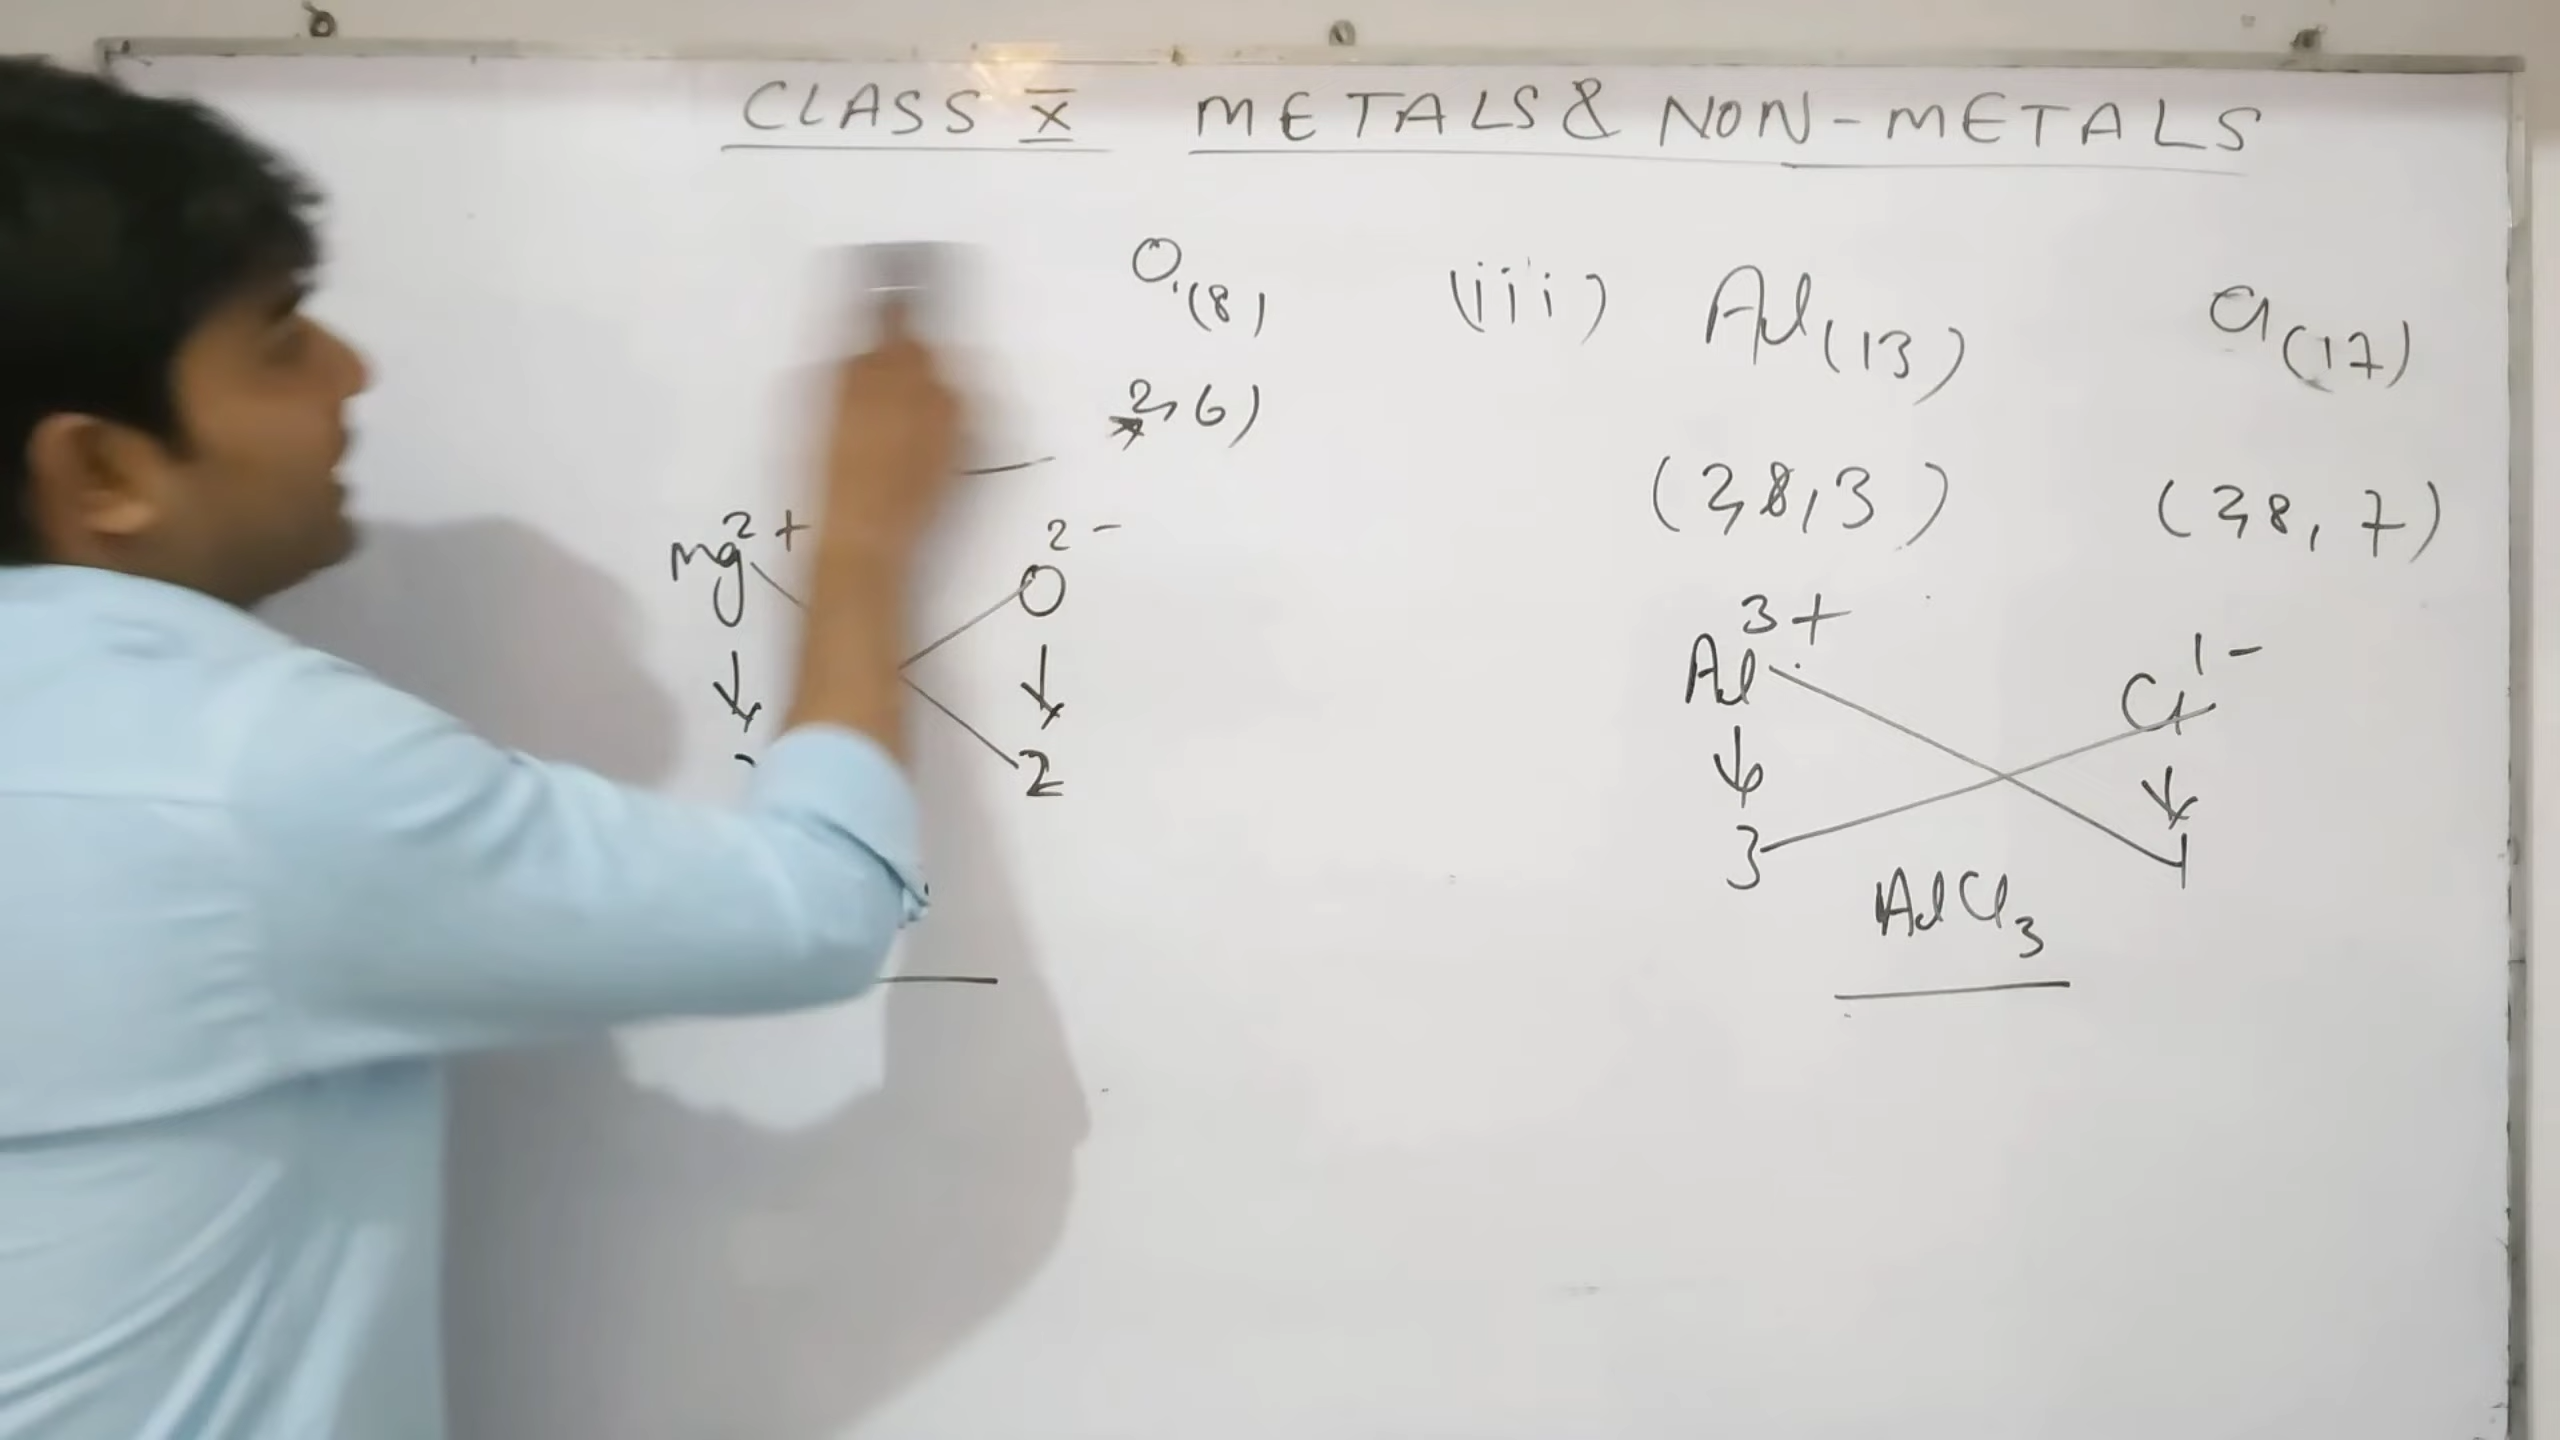 CLASS X METALS & NON-METALS
O(8)
2,6)
Mg2+ O2-
2
(iii) Al(13) Cl(17)
(2,8,3) (2,8,7)
Al3+ Cl1-
3 1
AlCl3